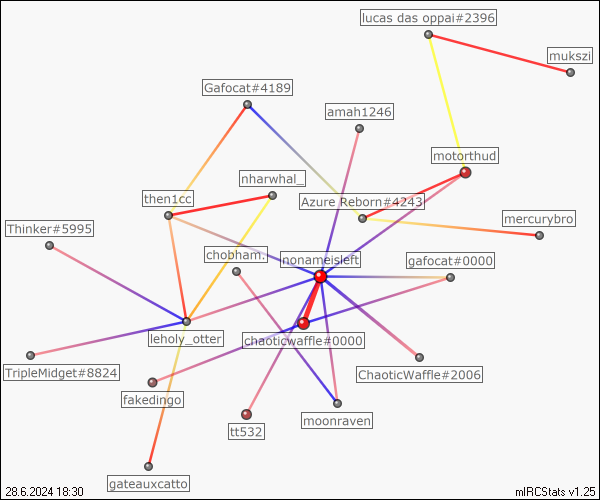 lucas das oppai#2396
mukszi
Gafocat#4189
amah1246
motorthud
nharwhal_
then1cc
Azure Reborn#4243
Thinker#5995
mercurybro
chobham.
nonameisleft
gafocat#0000
leholy_otter
chaoticwaffle#0000
TripleMidget#8824
ChaoticWaffle#2006
fakedingo
moonraven
tt532
gateauxcatto
28.6.2024 18:30
mIRCStats v1.25